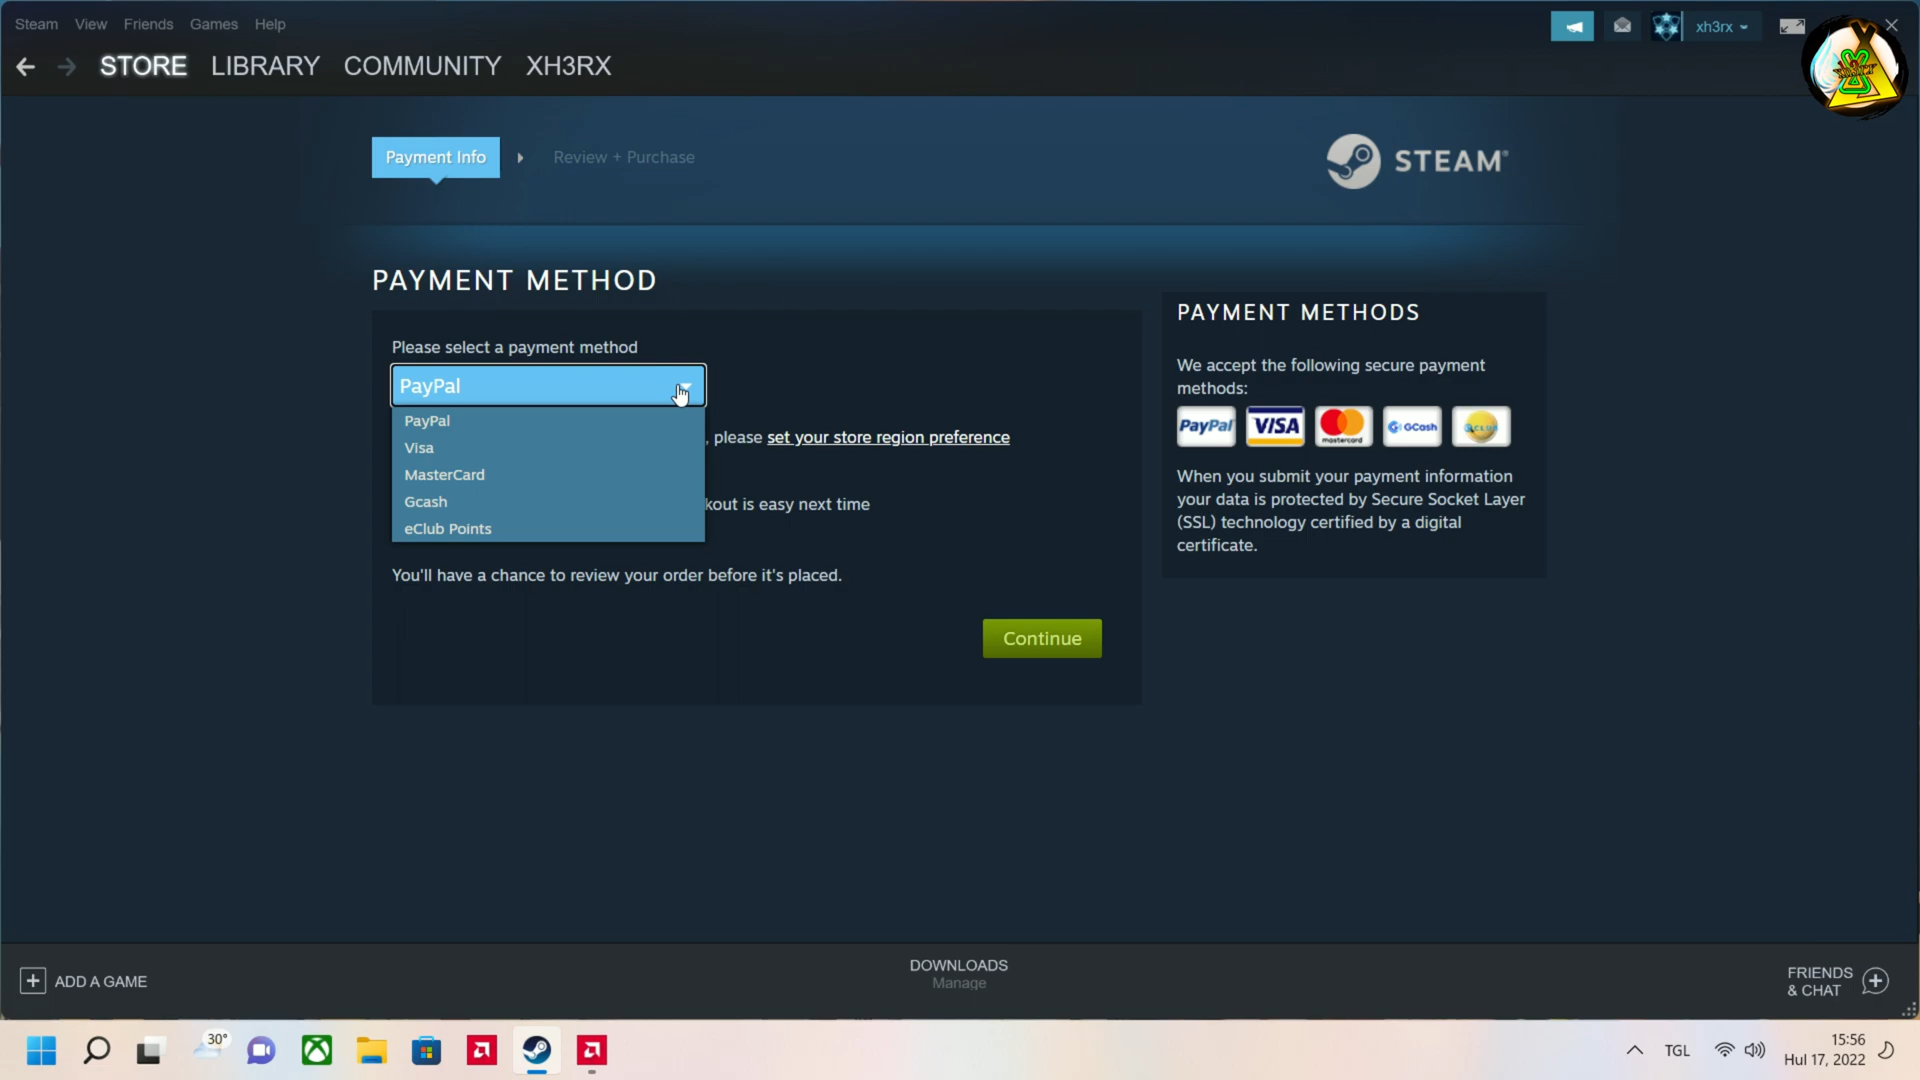 Steam View Friends Games Help
xh3rx
STORE LIBRARY COMMUNITY XH3RX
Payment Info
Review + Purchase
STEAM®
PAYMENT METHOD
Please select a payment method
PayPal
PayPal
Visa
MasterCard
Gcash
eClub Points
, please set your store region preference
kout is easy next time
You'll have a chance to review your order before it's placed.
Continue
PAYMENT METHODS
We accept the following secure payment
methods:
PayPal VISA mastercard GCash
When you submit your payment information
your data is protected by Secure Socket Layer
(SSL) technology certified by a digital
certificate.
ADD A GAME
DOWNLOADS
Manage
FRIENDS
& CHAT
30°
TGL
15:56
Hul 17, 2022